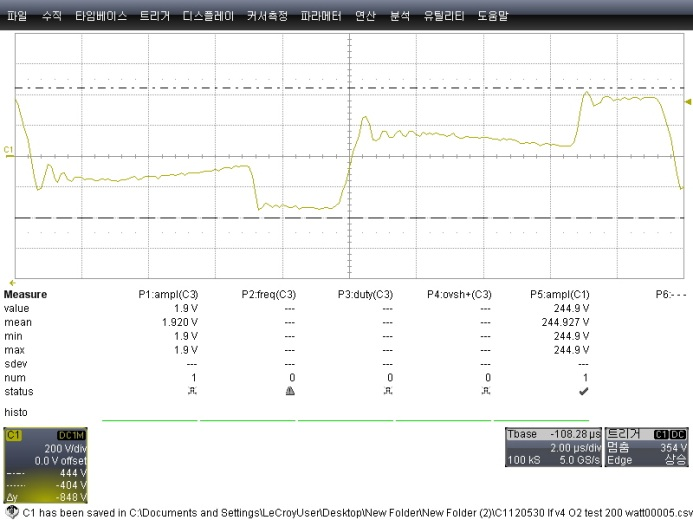 파일 수직 타임베이스 트리거 디스플레이 커서측정 파라메터 연산 분석 유틸리티 도움말
C1
Measure P1:ampl(C3) P2:freq(C3) P3:duty(C3) P4:ovsh+(C3) P5:ampl(C1) P6:- - -
value 1.9 V --- --- --- 244.9 V
mean 1.920 V --- --- --- 244.927 V
min 1.9 V --- --- --- 244.9 V
max 1.9 V --- --- --- 244.9 V
sdev --- --- --- --- ---
num 1 0 0 0 1
status
histo
C1 DC1M
200 V/div
0.0 V offset
444 V
-404 V
Δy -848 V
Tbase -108.28 µs
2.00 µs/div
100 kS 5.0 GS/s
트리거 C1 DC
멈춤 354 V
Edge 상승
C1 has been saved in C:\Documents and Settings\LeCroyUser\Desktop\New Folder\New Folder (2)\C1120530 lf v4 O2 test 200 watt00005.csv